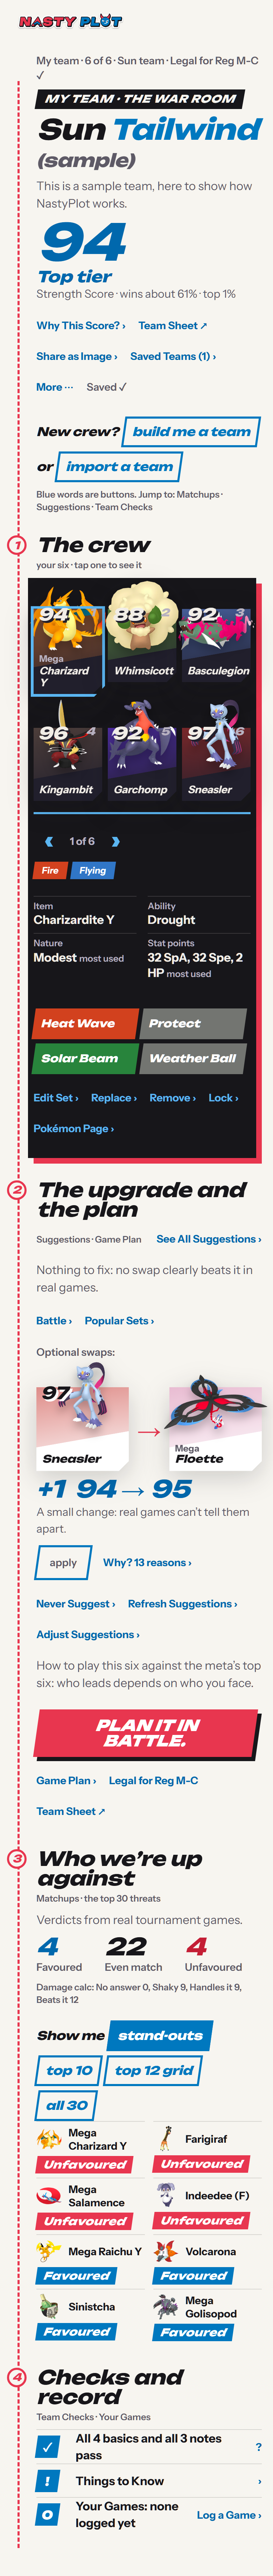 NASTY PLOT
My team · 6 of 6 · Sun team · Legal for Reg M-C
✓
MY TEAM · THE WAR ROOM
Sun Tailwind
(sample)
This is a sample team, here to show how
NastyPlot works.
94
Top tier
Strength Score · wins about 61% · top 1%
Why This Score? › Team Sheet ↗
Share as Image › Saved Teams (1) ›
More ··· Saved ✓
New crew? build me a team
or import a team
Blue words are buttons. Jump to: Matchups ·
Suggestions · Team Checks
1 The crew
your six · tap one to see it
94 88 2 92 3
Mega
Charizard
Y
Whimsicott Basculegion
96 4 92 5 97 6
Kingambit Garchomp Sneasler
‹ 1 of 6 ›
Fire Flying
Item Ability
Charizardite Y Drought
Nature Stat points
Modest most used 32 SpA, 32 Spe, 2
HP most used
Heat Wave Protect
Solar Beam Weather Ball
Edit Set › Replace › Remove › Lock ›
Pokémon Page ›
2 The upgrade and
the plan
Suggestions · Game Plan See All Suggestions ›
Nothing to fix: no swap clearly beats it in
real games.
Battle › Popular Sets ›
Optional swaps:
97
Sneasler → Mega
Floette
+1 94 → 95
A small change: real games can't tell them
apart.
apply Why? 13 reasons ›
Never Suggest › Refresh Suggestions ›
Adjust Suggestions ›
How to play this six against the meta's top
six: who leads depends on who you face.
PLAN IT IN
BATTLE.
Game Plan › Legal for Reg M-C
Team Sheet ↗
3 Who we're up
against
Matchups · the top 30 threats
Verdicts from real tournament games.
4 22 4
Favoured Even match Unfavoured
Damage calc: No answer 0, Shaky 9, Handles it 9,
Beats it 12
Show me stand-outs
top 10 top 12 grid
all 30
Mega
Charizard Y Farigiraf
Unfavoured Unfavoured
Mega
Salamence Indeedee (F)
Unfavoured Unfavoured
Mega Raichu Y Volcarona
Favoured Favoured
Sinistcha Mega
Golisopod
Favoured Favoured
4 Checks and
record
Team Checks · Your Games
✓ All 4 basics and all 3 notes
pass ?
! Things to Know ›
0 Your Games: none
logged yet Log a Game ›